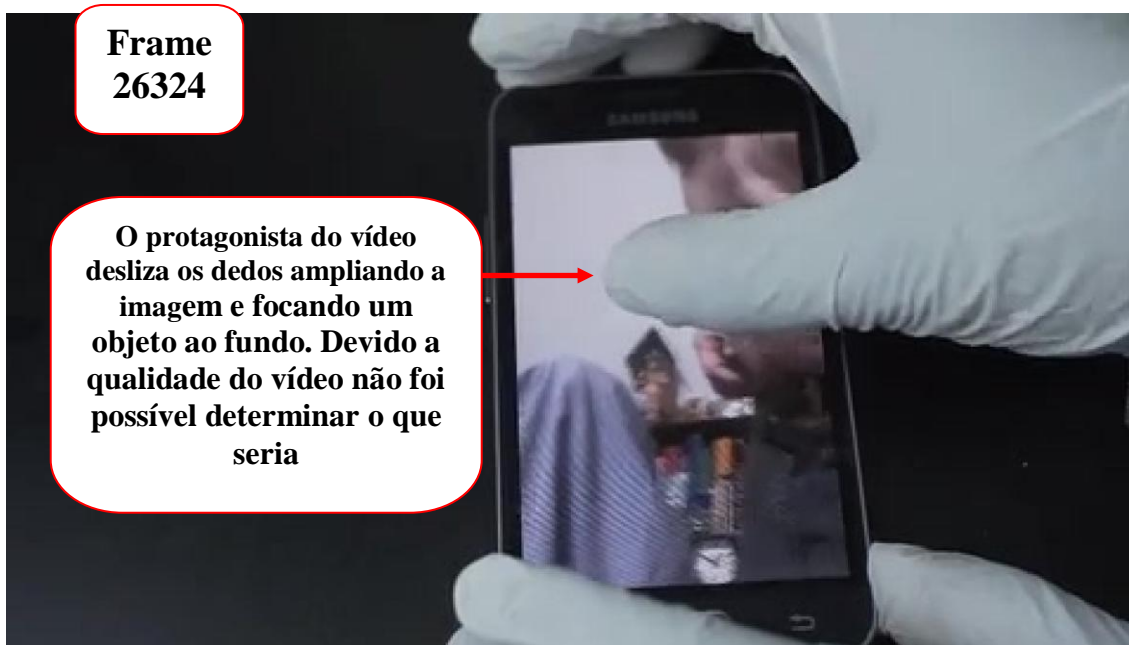 Frame
26324
SAMSUNG
O protagonista do vídeo
desliza os dedos ampliando a
imagem e focando um
objeto ao fundo. Devido a
qualidade do vídeo não foi
possível determinar o que
seria